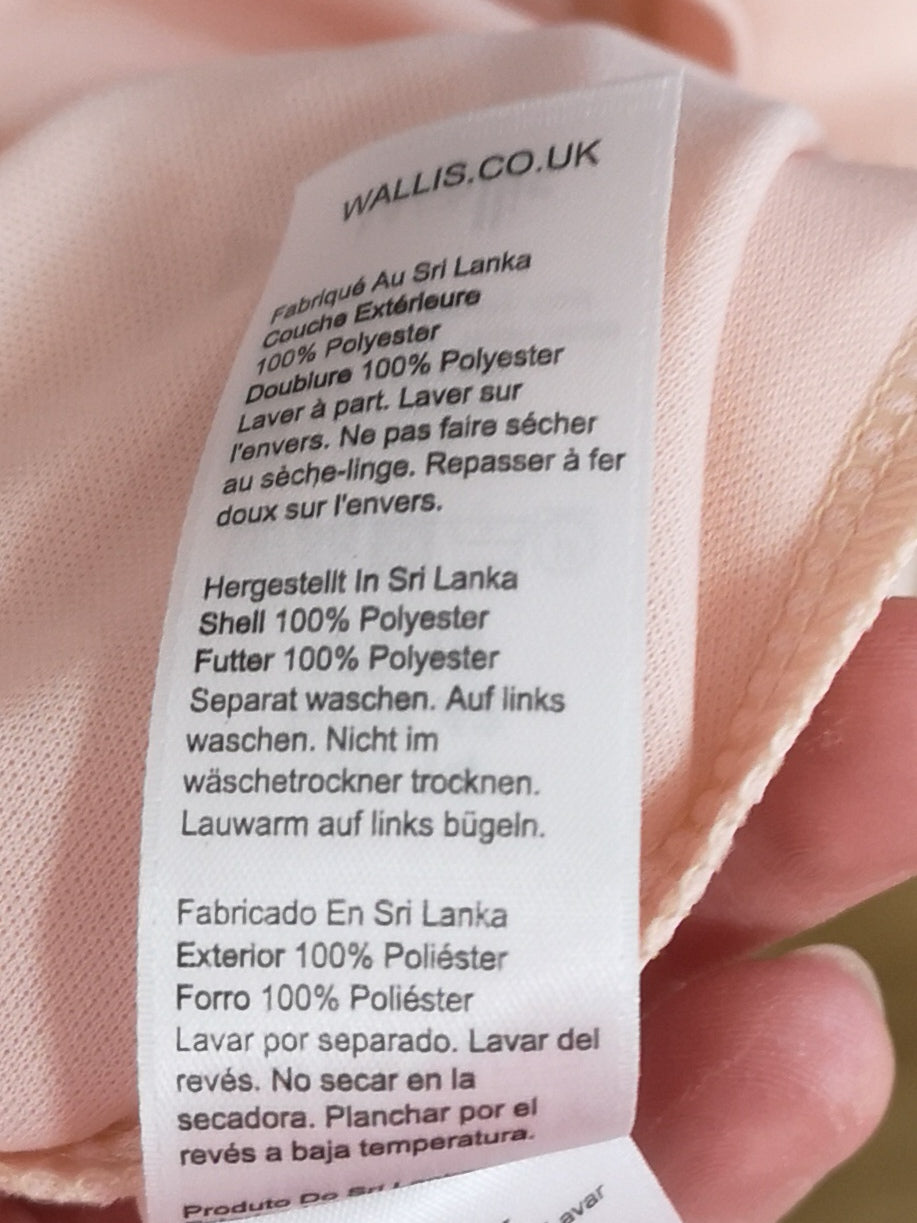 WALLIS.CO.UK
Fabriqué Au Sri Lanka
Couche Extérieure
100% Polyester
Doublure 100% Polyester
Laver à part. Laver sur
l'envers. Ne pas faire sécher
au sèche-linge. Repasser à fer
doux sur l'envers.
Hergestellt In Sri Lanka
Shell 100% Polyester
Futter 100% Polyester
Separat waschen. Auf links
waschen. Nicht im
wäschetrockner trocknen.
Lauwarm auf links bügeln.
Fabricado En Sri Lanka
Exterior 100% Poliéster
Forro 100% Poliéster
Lavar por separado. Lavar del
revés. No secar en la
secadora. Planchar por el
revés a baja temperatura.
Produto De Sri